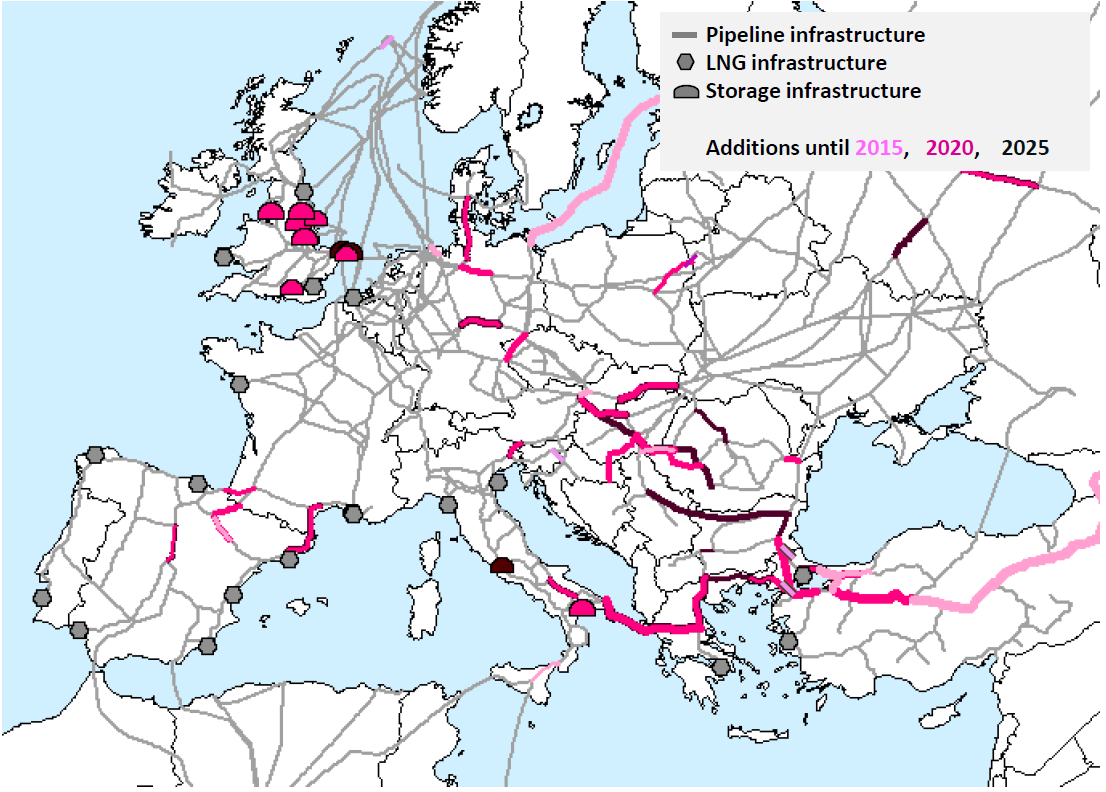 Pipeline infrastructure
LNG infrastructure
Storage infrastructure
Additions until 2015, 2020, 2025